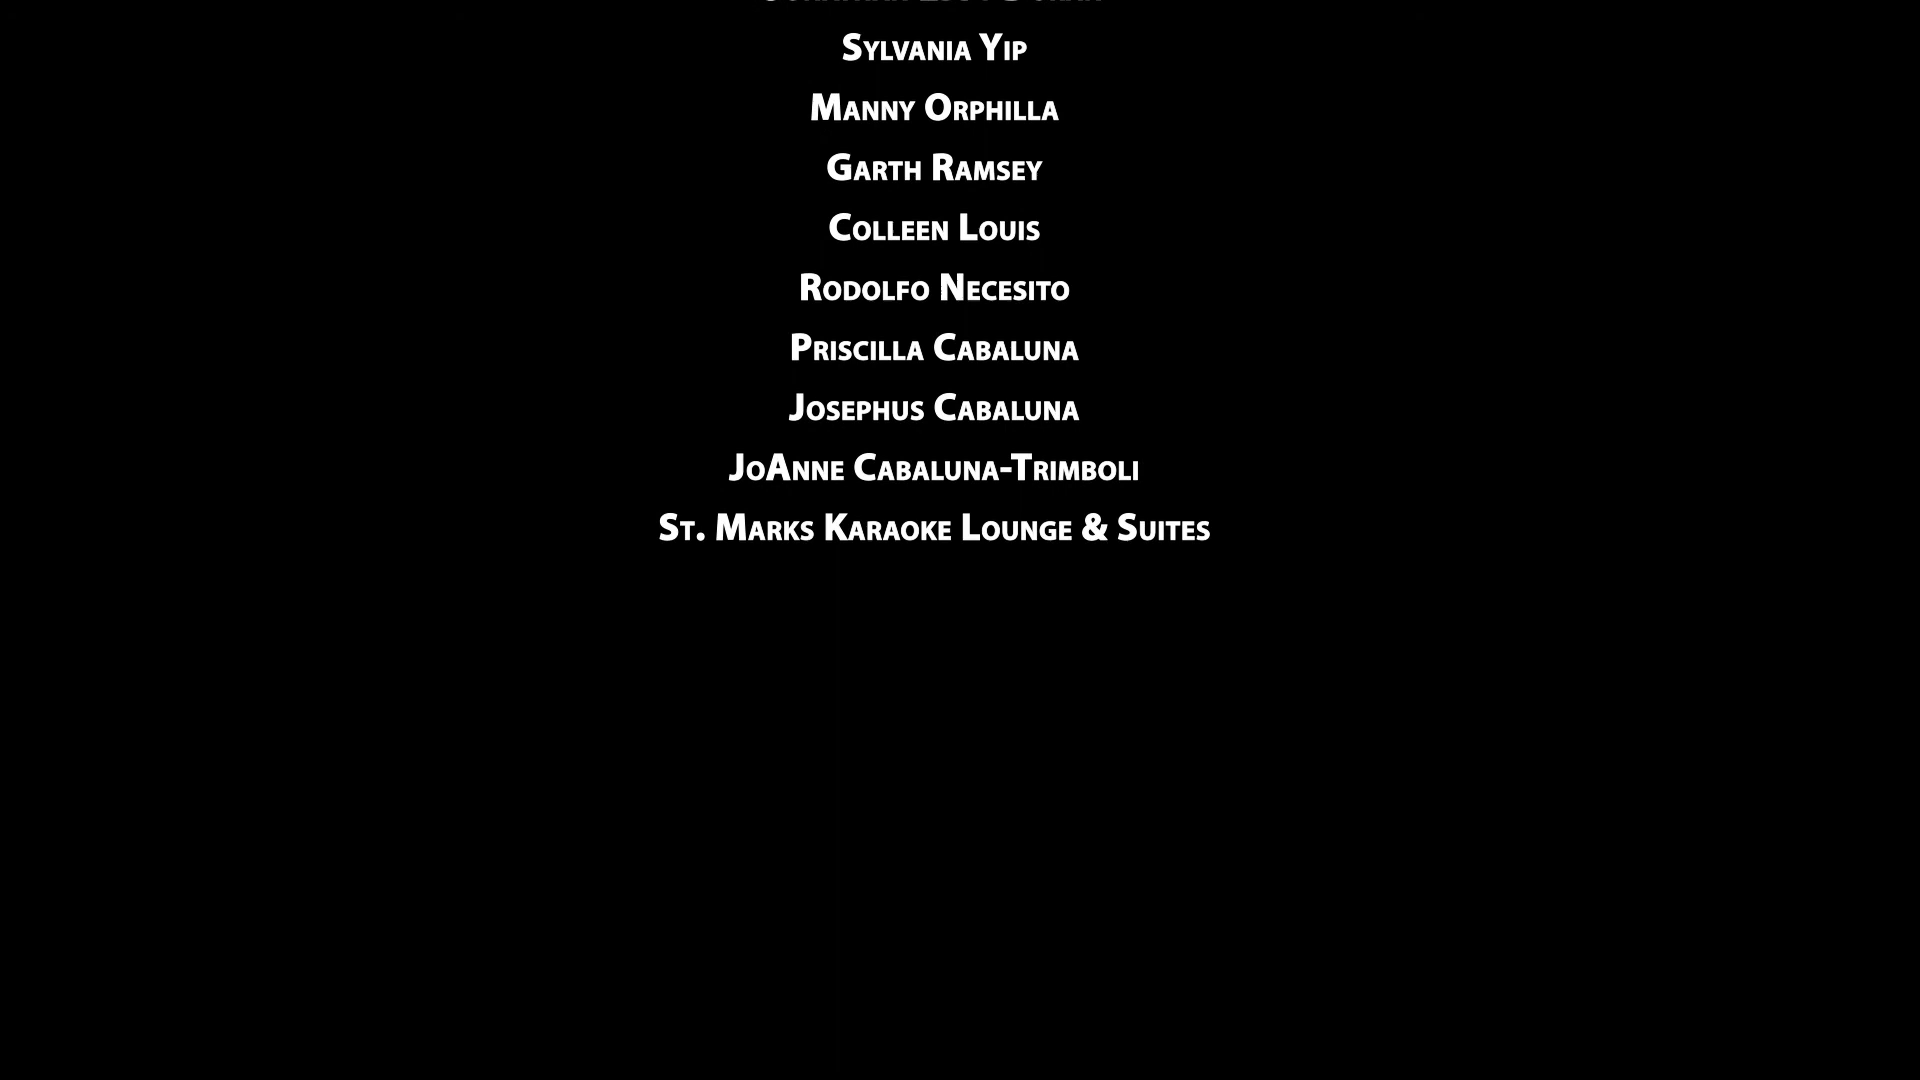 Sylvania Yip
Manny Orphilla
Garth Ramsey
Colleen Louis
Rodolfo Necesito
Priscilla Cabaluna
Josephus Cabaluna
JoAnne Cabaluna-Trimboli
St. Marks Karaoke Lounge & Suites